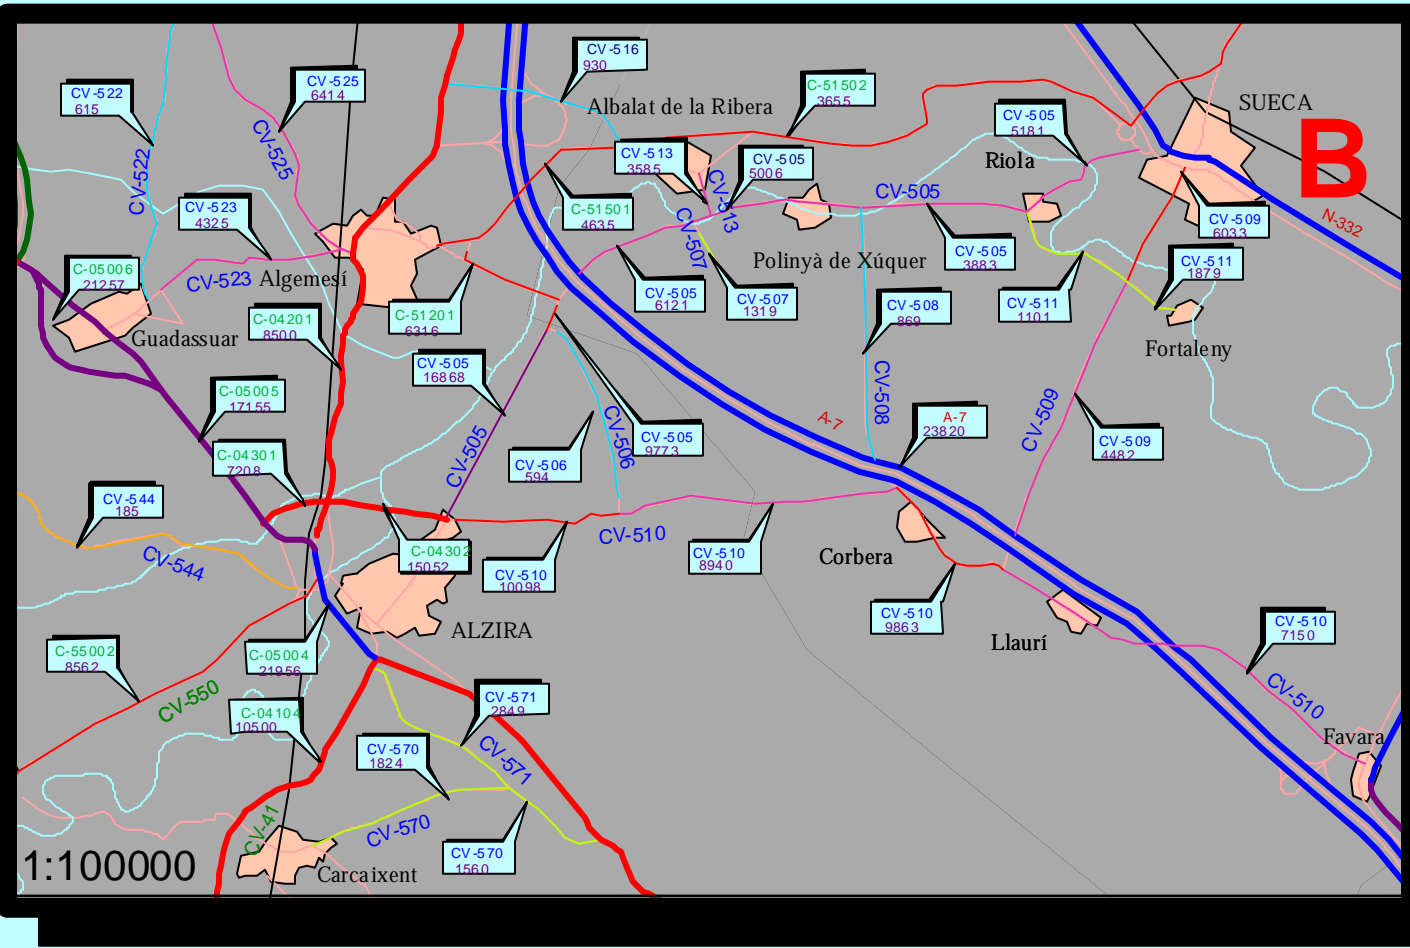 CV-516
930
CV-522
615
CV-525
6414
C-51502
3655
Albalat de la Ribera
SUECA
CV-505
5181
B
CV-525
CV-522
CV-513
3585
CV-505
5006
Riola
CV-513
CV-505
CV-523
4325
C-51501
4635
CV-509
6033
N-332
CV-507
CV-505
3883
C-05006
21257
CV-523
Algemesí
Polinyà de Xúquer
CV-511
1879
CV-505
6121
CV-507
1319
CV-508
869
CV-511
1101
C-04201
8500
C-51201
6316
Guadassuar
Fortaleny
CV-505
16868
CV-508
C-05005
17155
CV-509
A-7
A-7
23820
CV-506
CV-505
9773
CV-509
4482
C-04301
7208
CV-505
CV-506
594
CV-544
185
CV-510
C-04302
15052
CV-510
8940
Corbera
CV-544
CV-510
10098
CV-510
9863
ALZIRA
Llaurí
CV-510
7150
C-55002
8562
C-05004
21956
CV-550
CV-571
2849
CV-510
C-04104
10500
Favara
CV-570
1824
CV-571
CV-41
CV-570
CV-570
1560
1:100000
Carcaixent